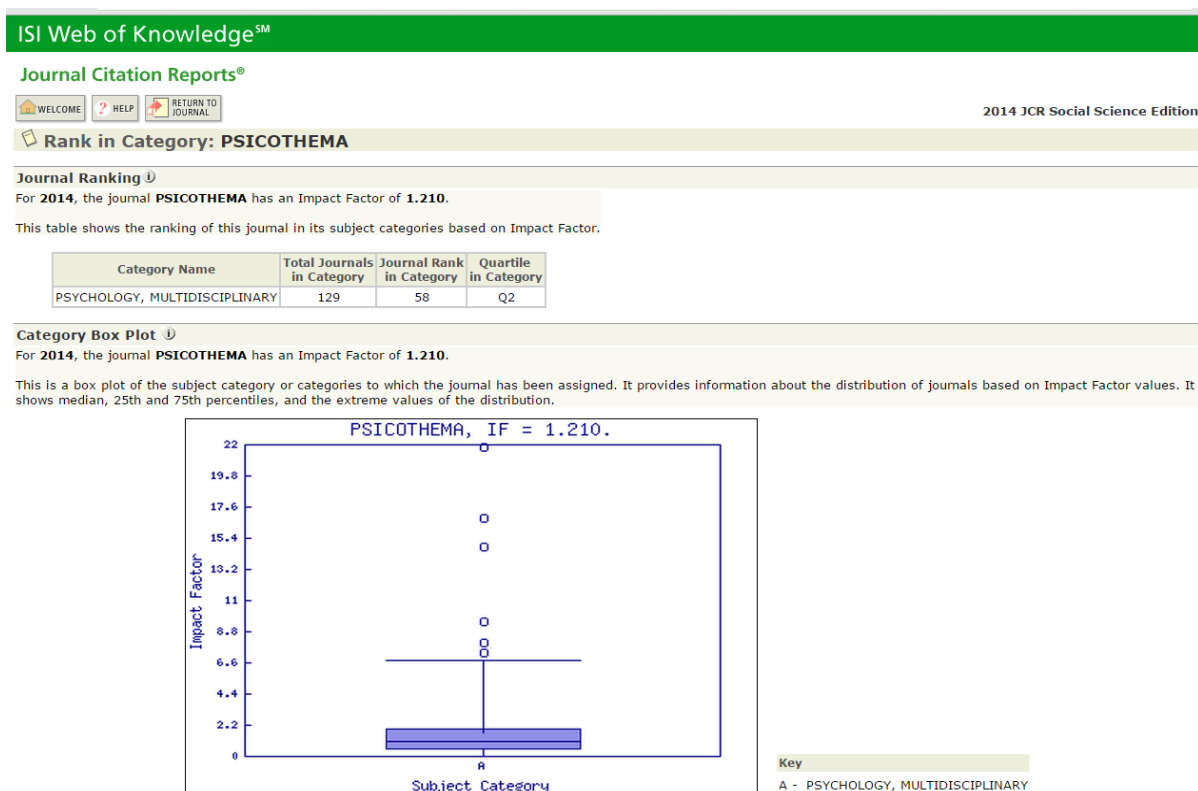 ISI Web of Knowledge℠
Journal Citation Reports®
WELCOME ? HELP RETURN TO JOURNAL
2014 JCR Social Science Edition
Rank in Category: PSICOTHEMA
Journal Ranking i
For 2014, the journal PSICOTHEMA has an Impact Factor of 1.210.
This table shows the ranking of this journal in its subject categories based on Impact Factor.
Category Name Total Journals in Category Journal Rank in Category Quartile in Category
PSYCHOLOGY, MULTIDISCIPLINARY 129 58 Q2
Category Box Plot i
For 2014, the journal PSICOTHEMA has an Impact Factor of 1.210.
This is a box plot of the subject category or categories to which the journal has been assigned. It provides information about the distribution of journals based on Impact Factor values. It
shows median, 25th and 75th percentiles, and the extreme values of the distribution.
PSICOTHEMA, IF = 1.210.
22
19.8
17.6
15.4
13.2
11
8.8
6.6
4.4
2.2
0
Impact Factor
A
Subject Category
Key
A - PSYCHOLOGY, MULTIDISCIPLINARY